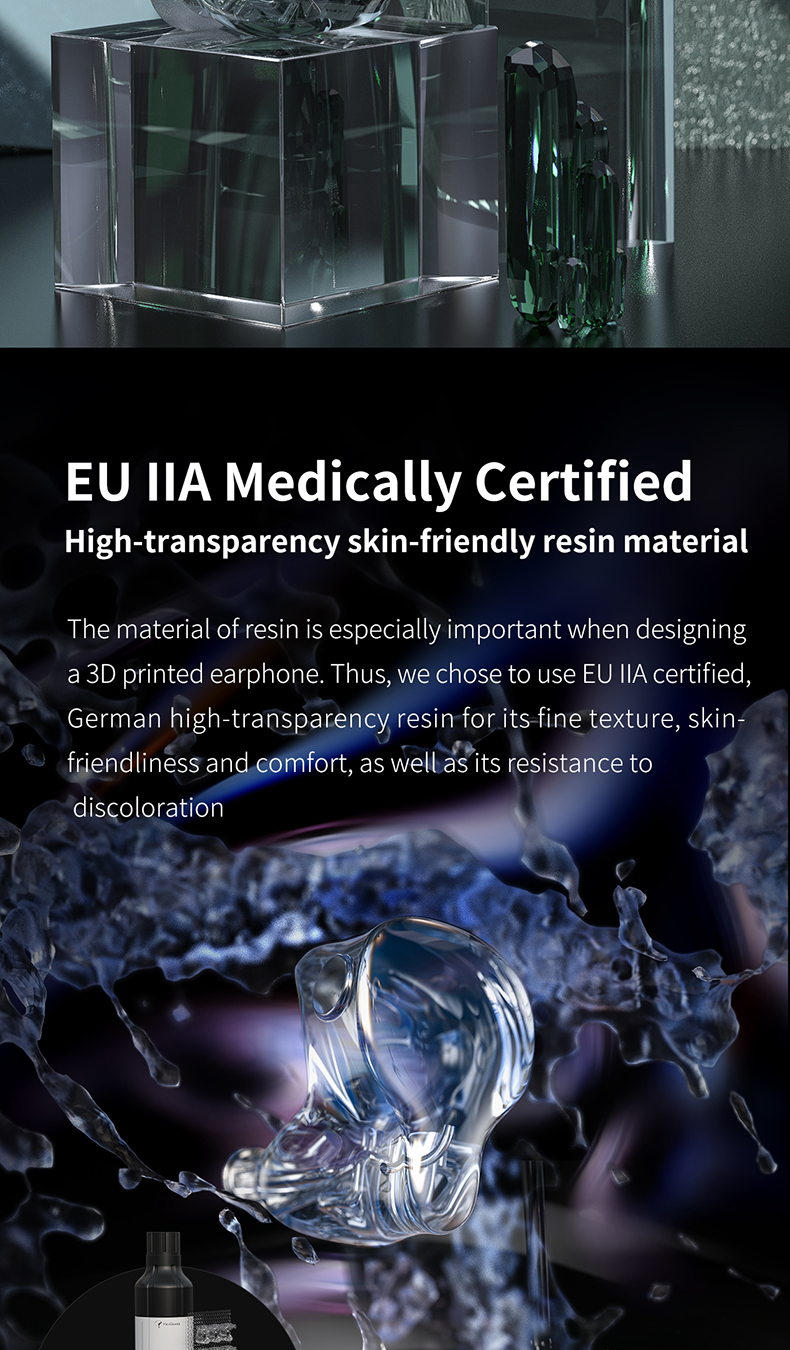 EU IIA Medically Certified
High-transparency skin-friendly resin material
The material of resin is especially important when designing
a 3D printed earphone. Thus, we chose to use EU IIA certified,
German high-transparency resin for its fine texture, skin-
friendliness and comfort, as well as its resistance to
discoloration